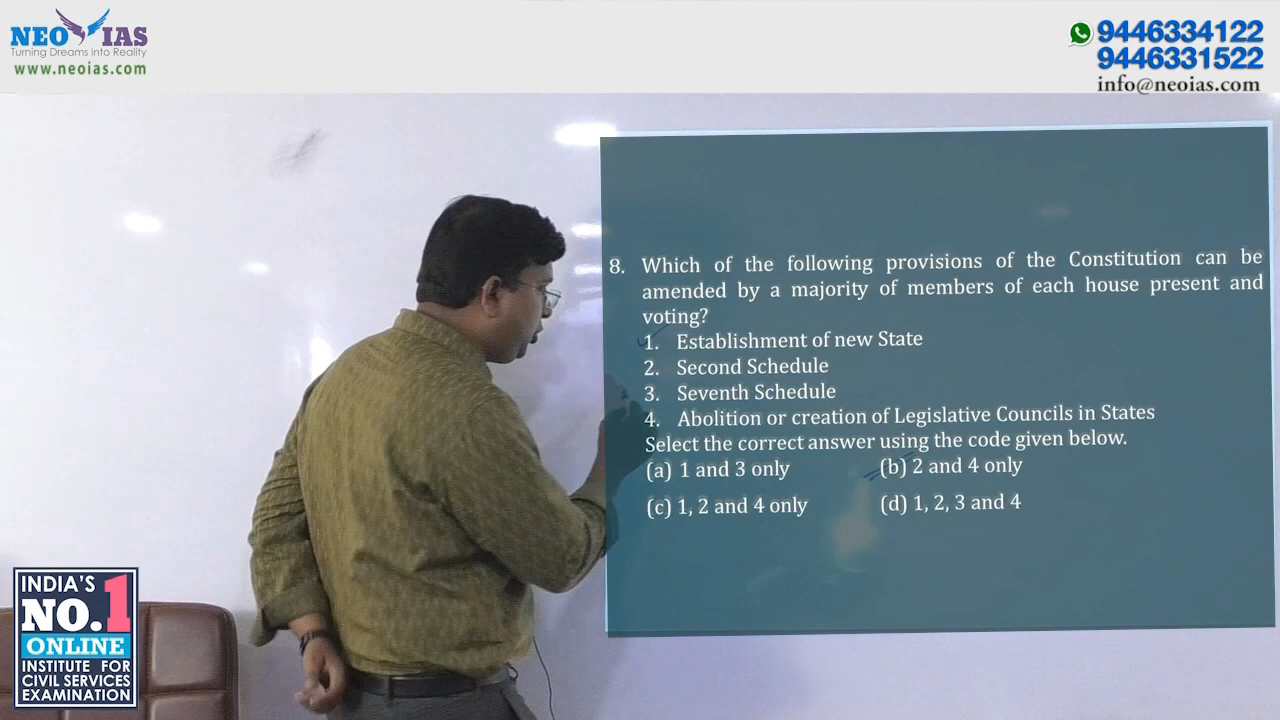 NEO IAS
Turning Dreams into Reality
www.neoias.com
9446334122
9446331522
info@neoias.com
8. Which of the following provisions of the Constitution can be
amended by a majority of members of each house present and
voting?
1. Establishment of new State
2. Second Schedule
3. Seventh Schedule
4. Abolition or creation of Legislative Councils in States
Select the correct answer using the code given below.
(a) 1 and 3 only (b) 2 and 4 only
(c) 1, 2 and 4 only (d) 1, 2, 3 and 4
INDIA'S
NO.1
ONLINE
INSTITUTE FOR
CIVIL SERVICES
EXAMINATION